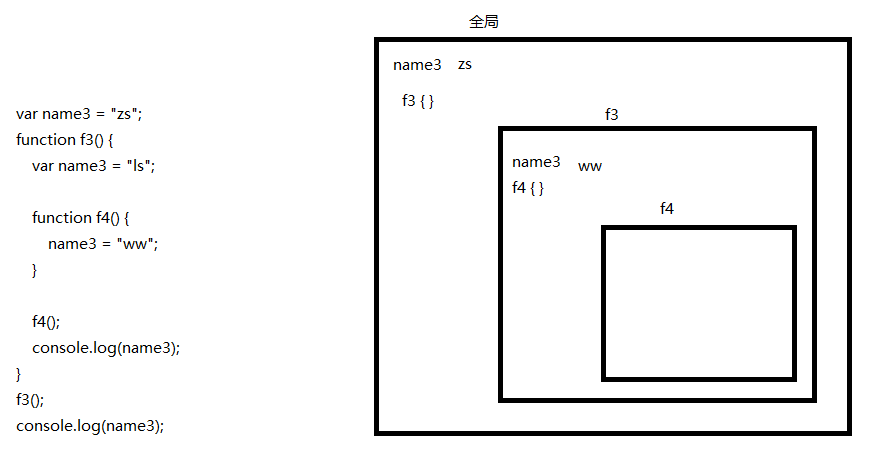 全局
name3 zs
f3 { }
f3
name3 ww
f4 { }
f4
var name3 = "zs";
function f3() {
var name3 = "ls";
function f4() {
name3 = "ww";
}
f4();
console.log(name3);
}
f3();
console.log(name3);